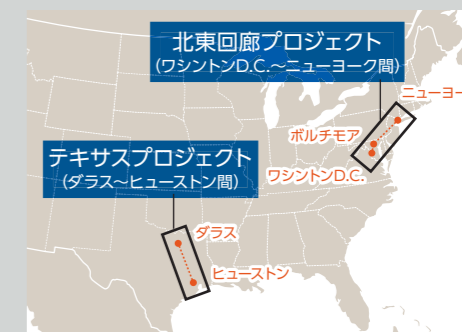 北東回廊プロジェクト
(ワシントンD.C.～ニューヨーク間)
ニューヨー
ボルチモア
ワシントンD.C.
テキサスプロジェクト
(ダラス～ヒューストン間)
ダラス
ヒューストン